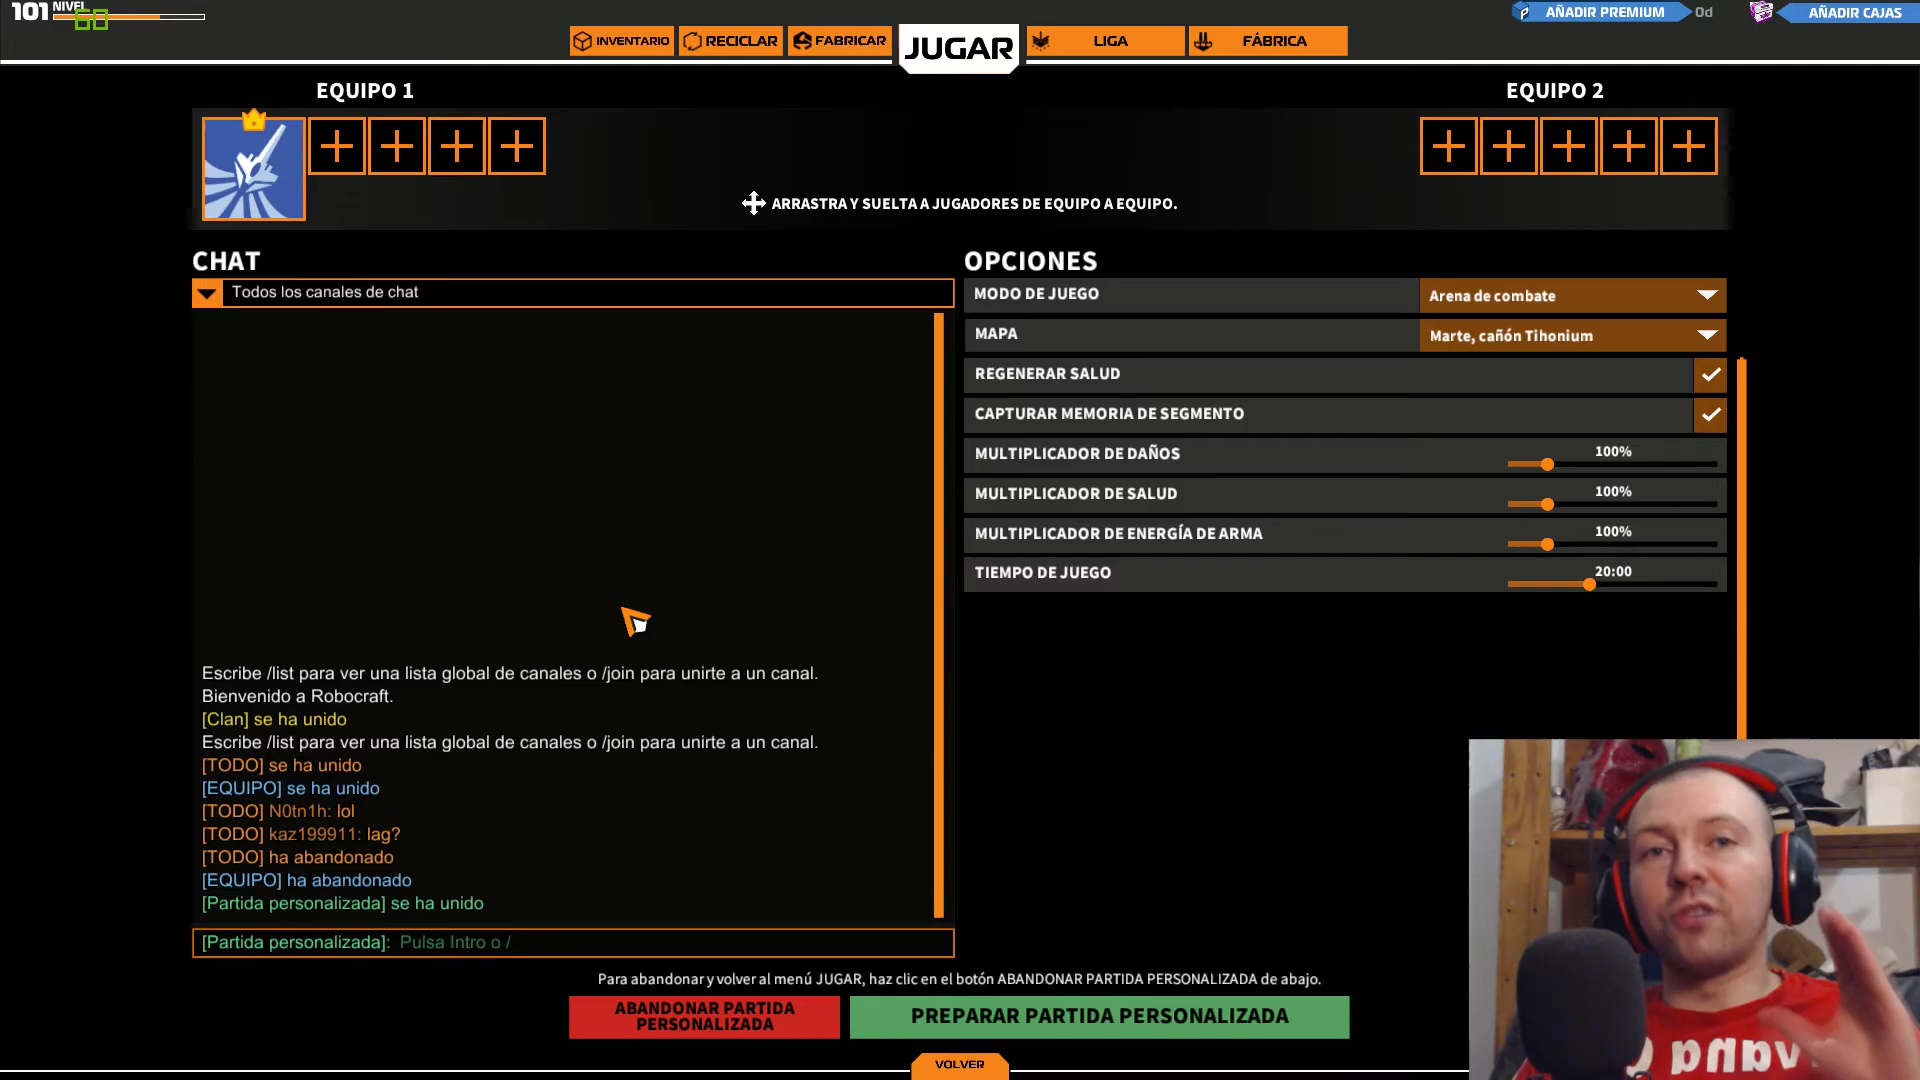 101 NIVEL
60
AÑADIR PREMIUM
0d
AÑADIR CAJAS
INVENTARIO
RECICLAR
FABRICAR
JUGAR
LIGA
FÁBRICA
EQUIPO 1
EQUIPO 2
ARRASTRA Y SUELTA A JUGADORES DE EQUIPO A EQUIPO.
CHAT
Todos los canales de chat
Escribe /list para ver una lista global de canales o /join para unirte a un canal.
Bienvenido a Robocraft.
[Clan] se ha unido
Escribe /list para ver una lista global de canales o /join para unirte a un canal.
[TODO] se ha unido
[EQUIPO] se ha unido
[TODO] N0tn1h: lol
[TODO] kaz199911: lag?
[TODO] ha abandonado
[EQUIPO] ha abandonado
[Partida personalizada] se ha unido
[Partida personalizada]: Pulsa Intro o /
OPCIONES
MODO DE JUEGO Arena de combate
MAPA Marte, cañón Tihonium
REGENERAR SALUD
CAPTURAR MEMORIA DE SEGMENTO
MULTIPLICADOR DE DAÑOS 100%
MULTIPLICADOR DE SALUD 100%
MULTIPLICADOR DE ENERGÍA DE ARMA 100%
TIEMPO DE JUEGO 20:00
Para abandonar y volver al menú JUGAR, haz clic en el botón ABANDONAR PARTIDA PERSONALIZADA de abajo.
ABANDONAR PARTIDA
PERSONALIZADA
PREPARAR PARTIDA PERSONALIZADA
VOLVER